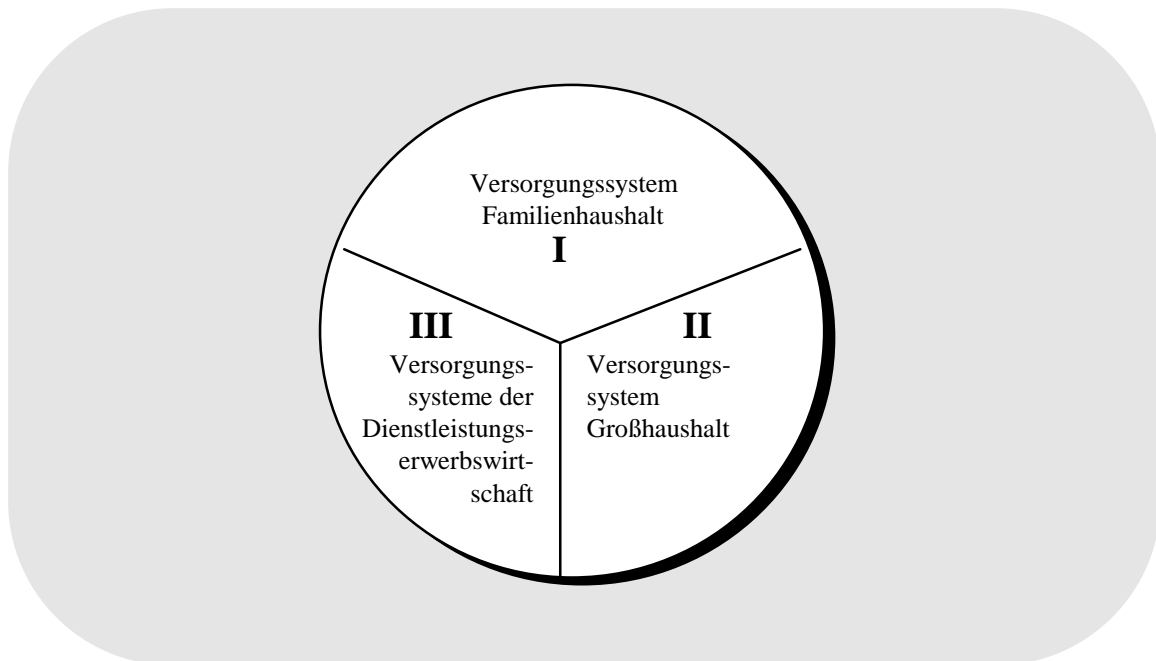 Versorgungssystem
Familienhaushalt
I
III
Versorgungs-
systeme der
Dienstleistungs-
erwerbswirt-
schaft
II
Versorgungs-
system
Großhaushalt